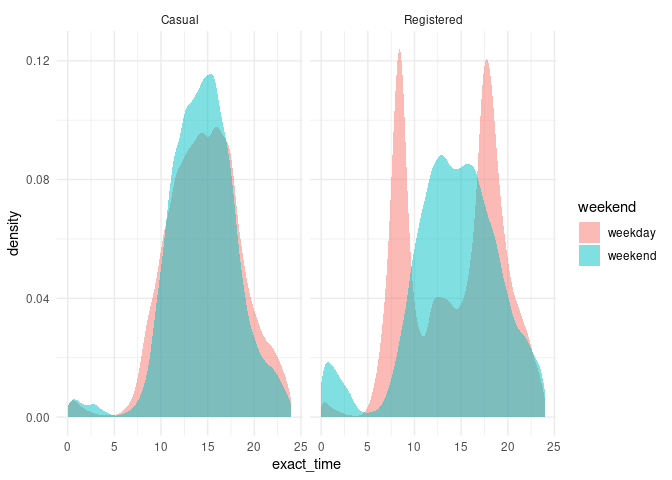 Casual
Registered
0.12
0.08
0.04
0.00
density
0 5 10 15 20 25
0 5 10 15 20 25
exact_time
weekend
weekday
weekend